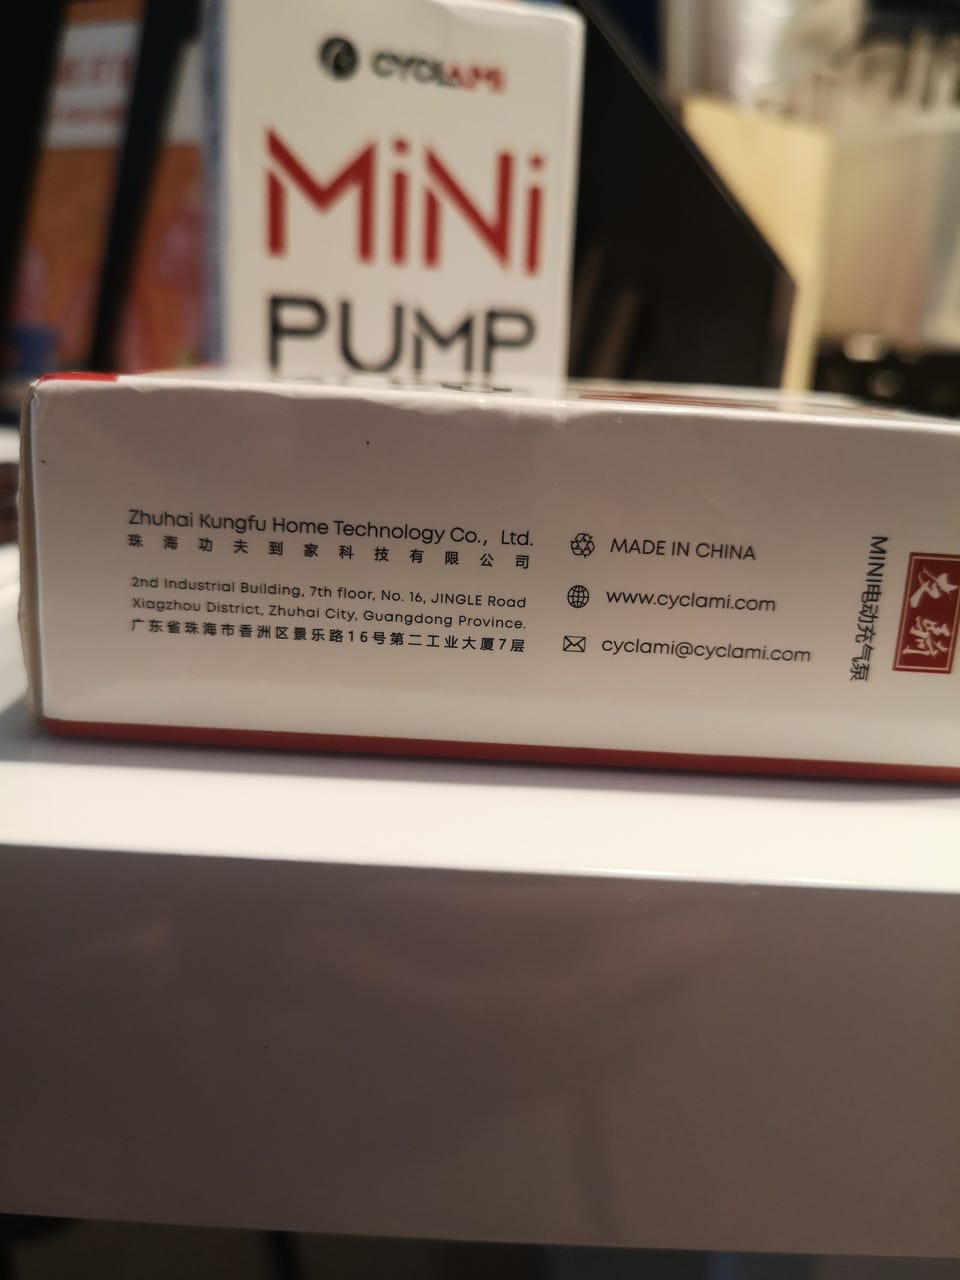 CYCLAMI
MiNi
PUMP
Zhuhai Kungfu Home Technology Co., Ltd.
珠海功夫到家科技有限公司
2nd Industrial Building, 7th floor, No. 16, JINGLE Road
Xiagzhou District, Zhuhai City, Guangdong Province.
广东省珠海市香洲区景乐路16号第二工业大厦7层
MADE IN CHINA
www.cyclami.com
cyclami@cyclami.com
MINI电动充气泵